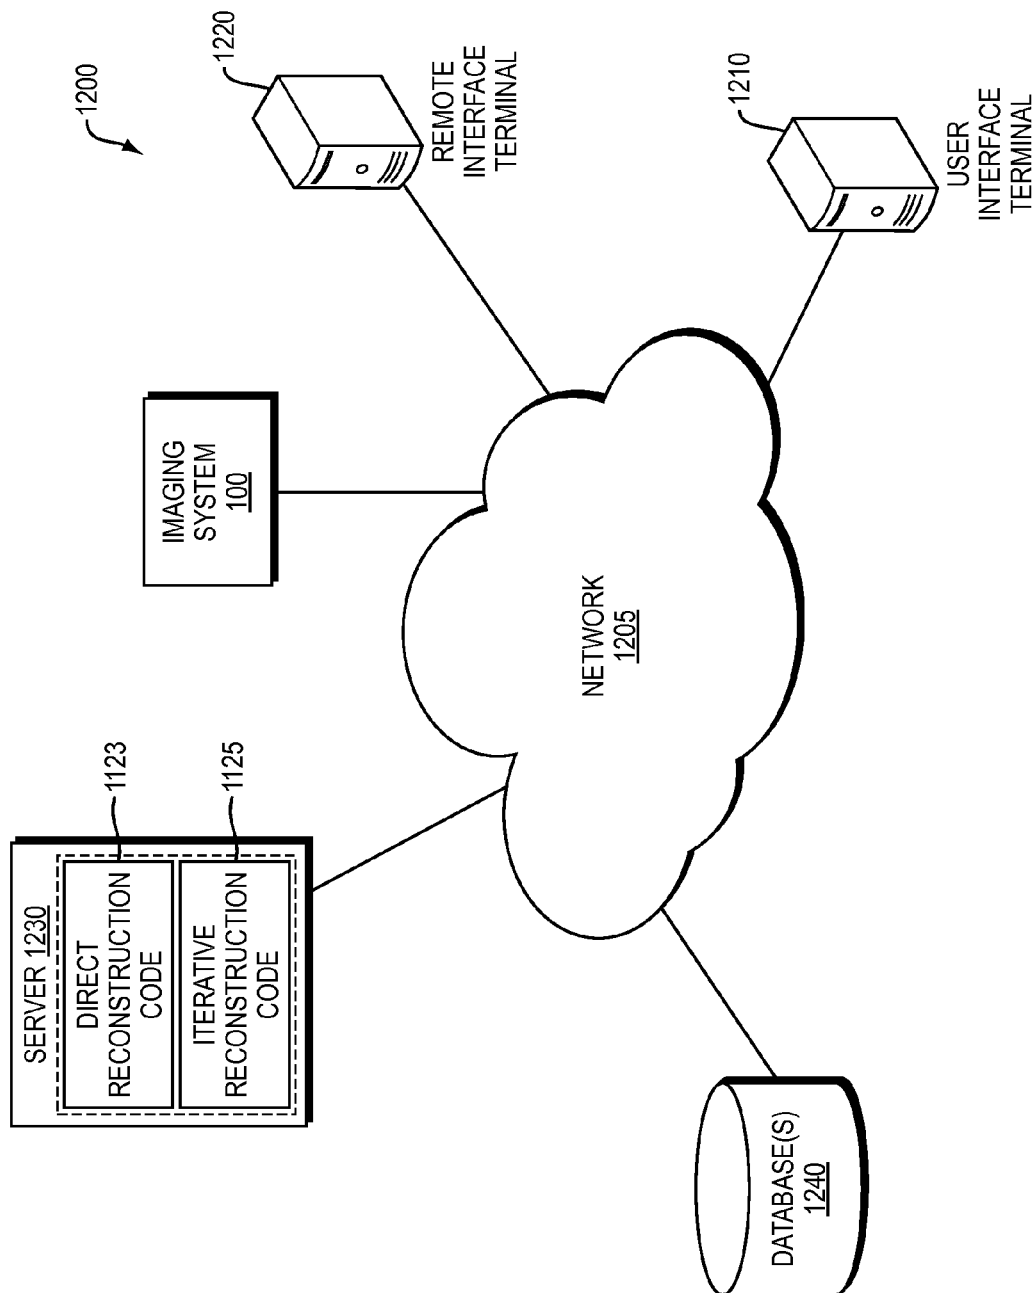 1200
SERVER 1230
DIRECT
RECONSTRUCTION
CODE
1123
ITERATIVE
RECONSTRUCTION
CODE
1125
IMAGING
SYSTEM
100
1220
REMOTE
INTERFACE
TERMINAL
NETWORK
1205
DATABASE(S)
1240
1210
USER
INTERFACE
TERMINAL